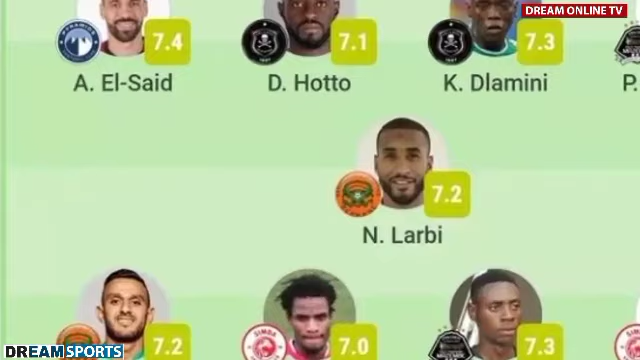 DREAM ONLINE TV
7.4
7.1
7.3
A. El-Said
D. Hotto
K. Dlamini
P.
7.2
N. Larbi
7.2
7.0
7.3
SIMBA
DREAMSPORTS